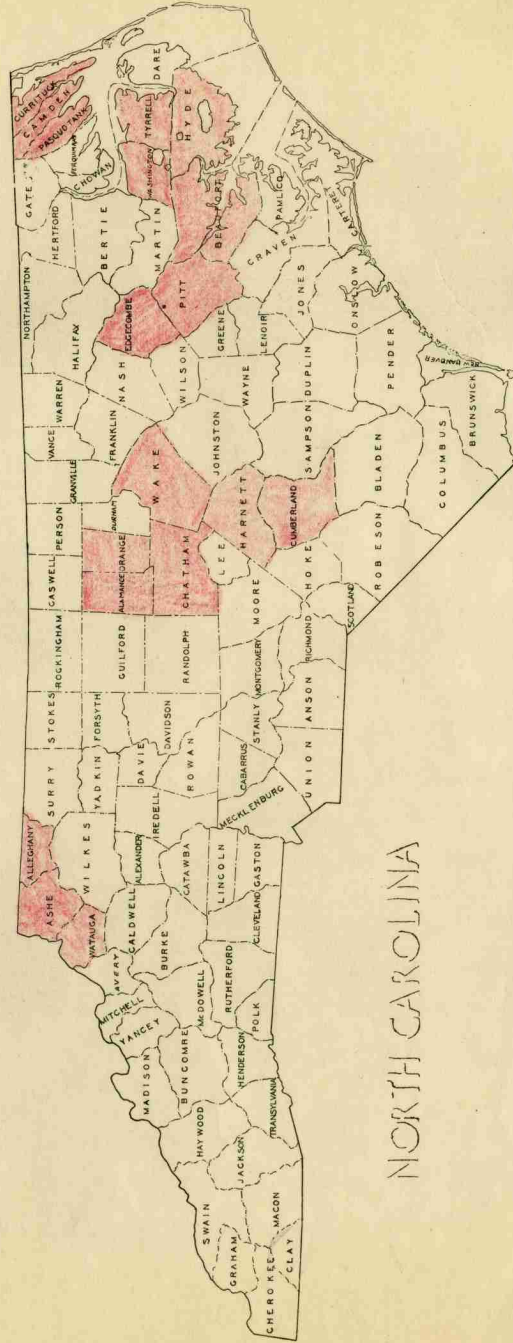 CURRITUCK
CAMDEN
PASQUOTANK
PERQUIMANS
GATES
CHOWAN
HERTFORD
NORTHAMPTON
BERTIE
HALIFAX
WARREN
VANCE
GRANVILLE
PERSON
CASWELL
ROCKINGHAM
STOKES
SURRY
ALLEGHANY
ASHE
WATAUGA
WILKES
YADKIN
FORSYTH
GUILFORD
ALAMANCE
ORANGE
DURHAM
FRANKLIN
NASH
EDGECOMBE
MARTIN
WASHINGTON
TYRRELL
DARE
HYDE
BEAUFORT
PITT
WILSON
WAKE
CHATHAM
RANDOLPH
DAVIDSON
DAVIE
IREDELL
ALEXANDER
CALDWELL
AVERY
MITCHELL
YANCEY
MADISON
BUNCOMBE
McDOWELL
BURKE
CATAWBA
ROWAN
LINCOLN
CABARRUS
STANLY
MONTGOMERY
MOORE
LEE
HARNETT
JOHNSTON
WAYNE
GREENE
LENOIR
CRAVEN
PAMLICO
CARTERET
JONES
ONSLOW
DUPLIN
SAMPSON
CUMBERLAND
HOKE
RICHMOND
SCOTLAND
ANSON
UNION
MECKLENBURG
GASTON
CLEVELAND
RUTHERFORD
POLK
HENDERSON
TRANSYLVANIA
HAYWOOD
JACKSON
SWAIN
GRAHAM
MACON
CHEROKEE
CLAY
ROBESON
BLADEN
PENDER
NEW HANOVER
COLUMBUS
BRUNSWICK
NORTH CAROLINA